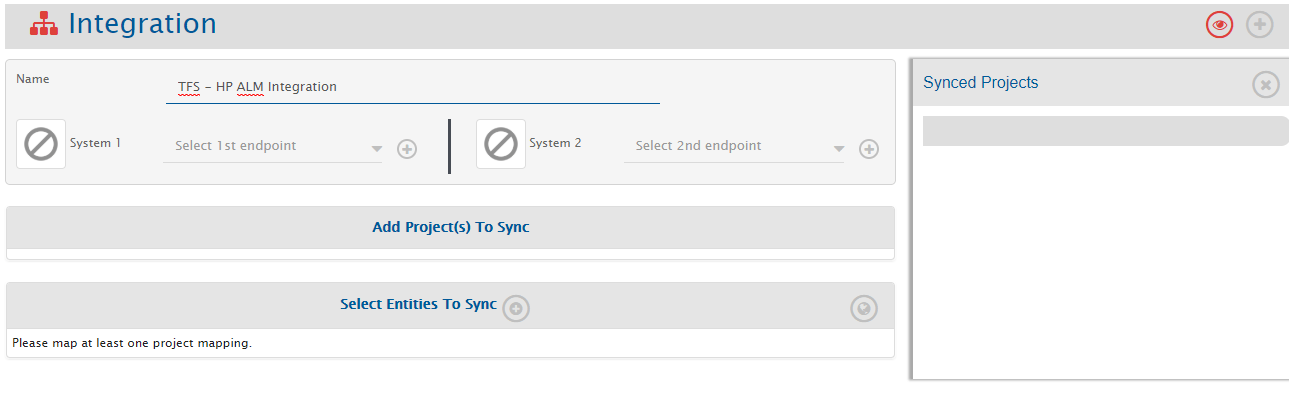 Integration
Name
TFS – HP ALM Integration
System 1
Select 1st endpoint
System 2
Select 2nd endpoint
Synced Projects
Add Project(s) To Sync
Select Entities To Sync
Please map at least one project mapping.